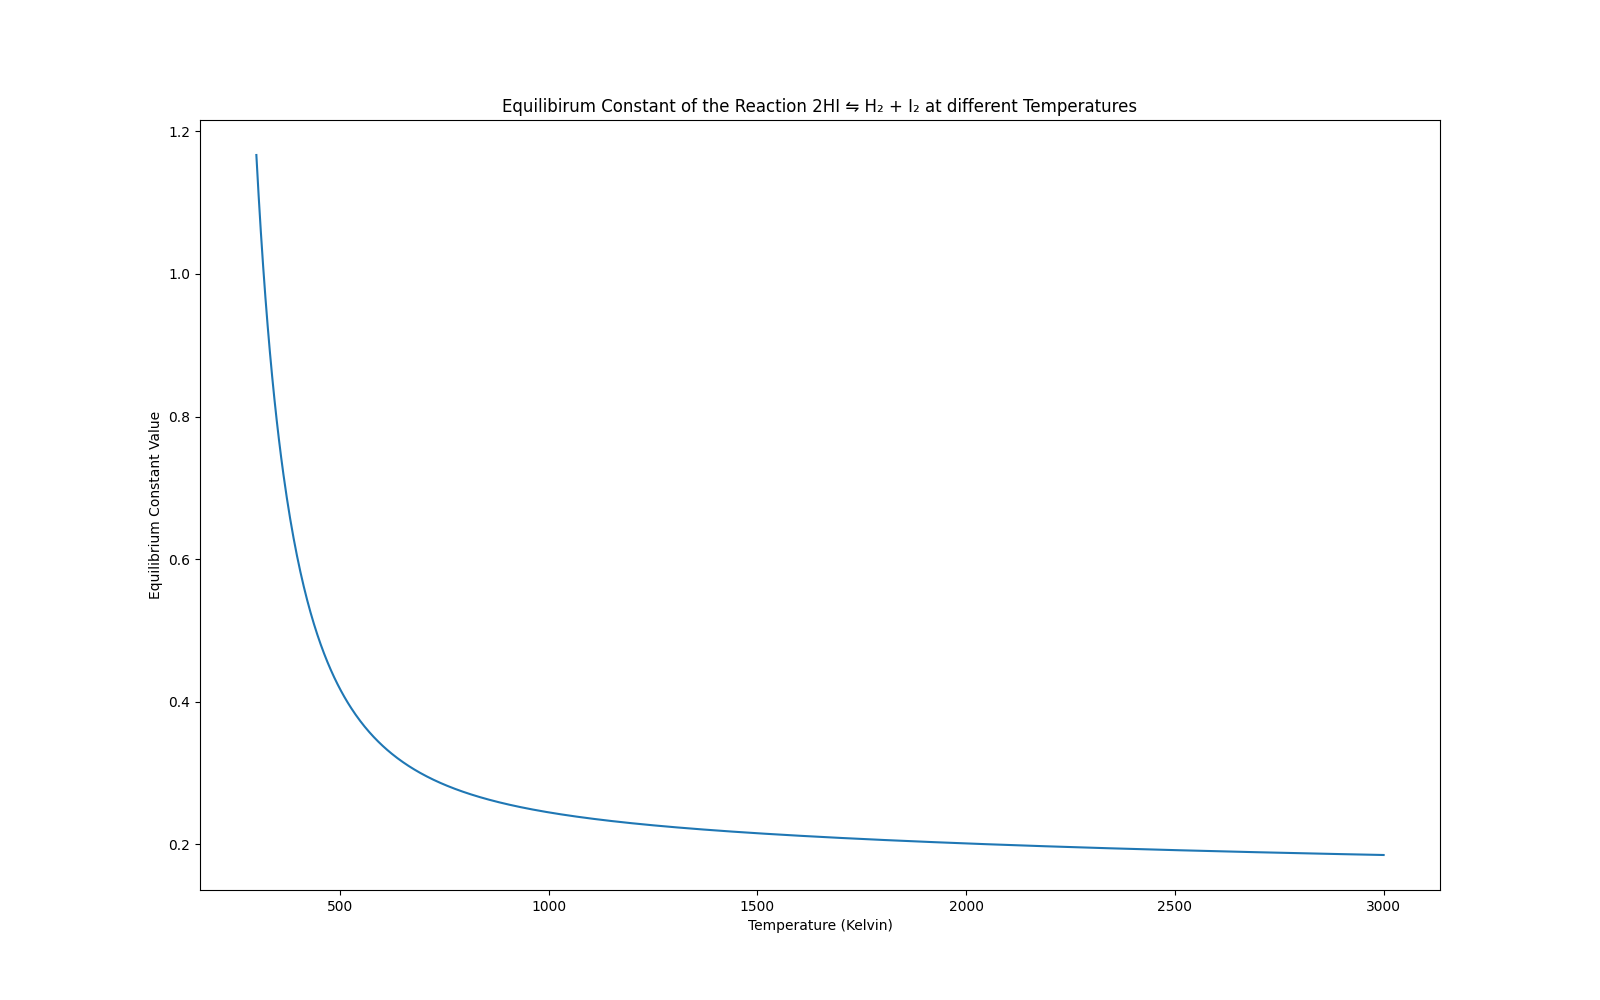 Equilibirum Constant of the Reaction 2HI ⇋ H₂ + I₂ at different Temperatures
1.2
1.0
0.8
0.6
0.4
0.2
Equilibrium Constant Value
500 1000 1500 2000 2500 3000
Temperature (Kelvin)